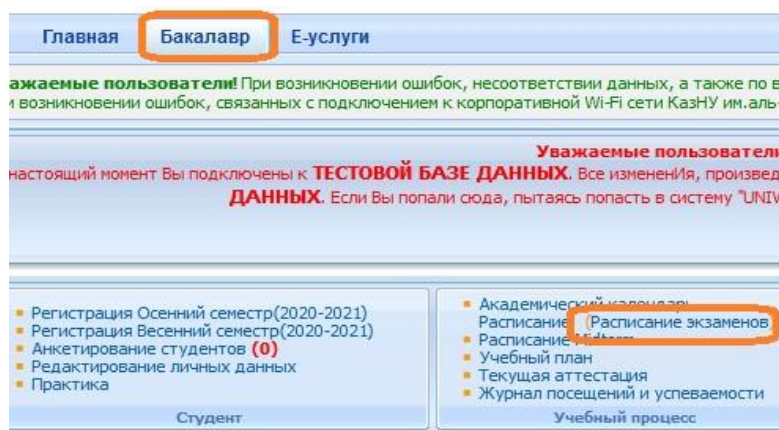 Главная Бакалавр Е-услуги
ажаемые пользователи! При возникновении ошибок, несоответствии данных, а также по в
и возникновении ошибок, связанных с подключением к корпоративной Wi-Fi сети КазНУ им.аль-
Уважаемые пользователи
настоящий момент Вы подключены к ТЕСТОВОЙ БАЗЕ ДАННЫХ. Все измененИя, произвед
ДАННЫХ. Если Вы попали сюда, пытаясь попасть в систему "UNIV
Регистрация Осенний семестр(2020-2021)
Регистрация Весенний семестр(2020-2021)
Анкетирование студентов (0)
Редактирование личных данных
Практика
Студент
Академический календарь
Расписание (Расписание экзаменов)
Расписание Midterm
Учебный план
Текущая аттестация
Журнал посещений и успеваемости
Учебный процесс